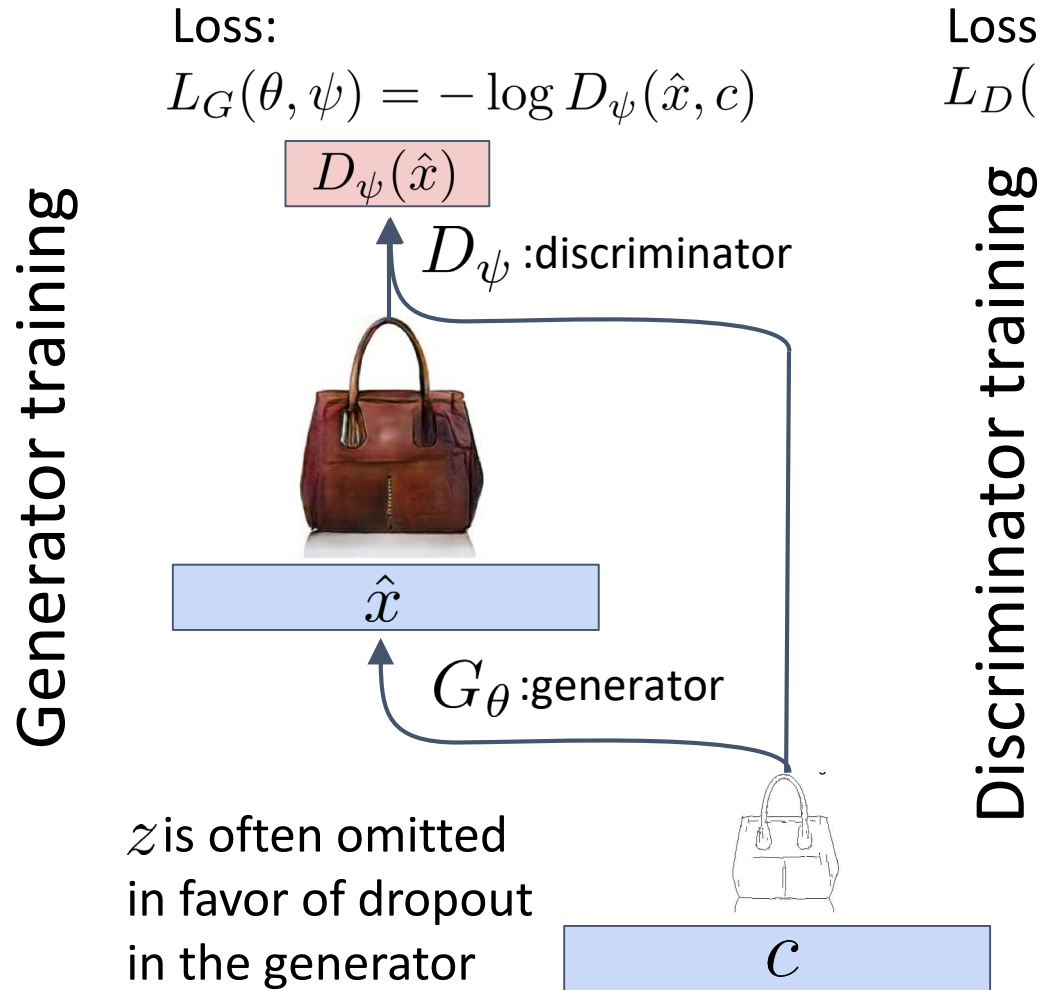 Loss:
L_G(θ, ψ) = − log D_ψ(x̂, c)
D_ψ(x̂)
D_ψ :discriminator
Generator training
x̂
G_θ :generator
z is often omitted
in favor of dropout
in the generator
c
Loss
L_D(
Discriminator training